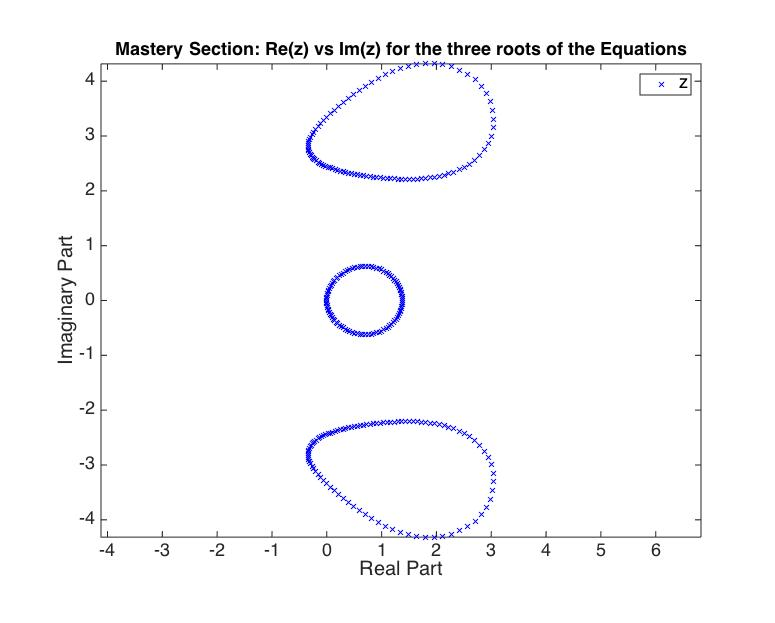 Mastery Section: Re(z) vs Im(z) for the three roots of the Equations
z
4
3
2
1
0
-1
-2
-3
-4
Imaginary Part
-4 -3 -2 -1 0 1 2 3 4 5 6
Real Part